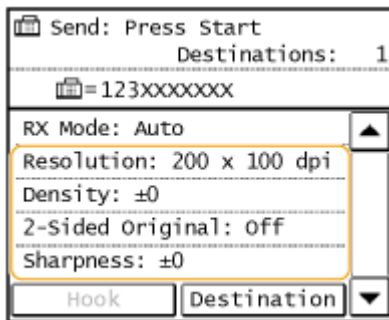 Send: Press Start
Destinations: 1
=123xxxxxxx
RX Mode: Auto
Resolution: 200 x 100 dpi
Density: ±0
2-Sided Original: Off
Sharpness: ±0
Hook Destination